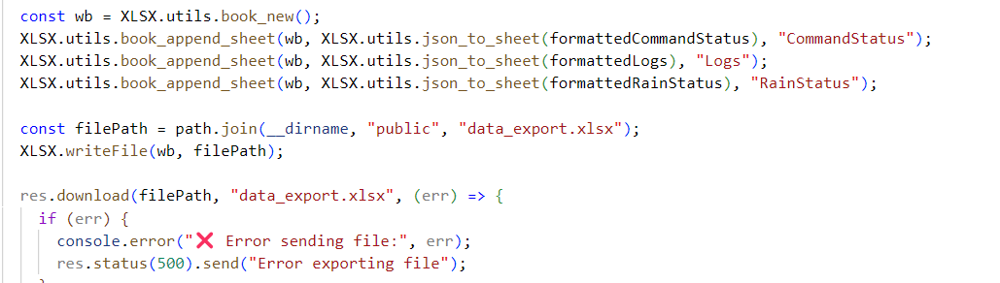 const wb = XLSX.utils.book_new();
XLSX.utils.book_append_sheet(wb, XLSX.utils.json_to_sheet(formattedCommandStatus), "CommandStatus");
XLSX.utils.book_append_sheet(wb, XLSX.utils.json_to_sheet(formattedLogs), "Logs");
XLSX.utils.book_append_sheet(wb, XLSX.utils.json_to_sheet(formattedRainStatus), "RainStatus");
const filePath = path.join(__dirname, "public", "data_export.xlsx");
XLSX.writeFile(wb, filePath);
res.download(filePath, "data_export.xlsx", (err) => {
if (err) {
console.error("❌ Error sending file:", err);
res.status(500).send("Error exporting file");